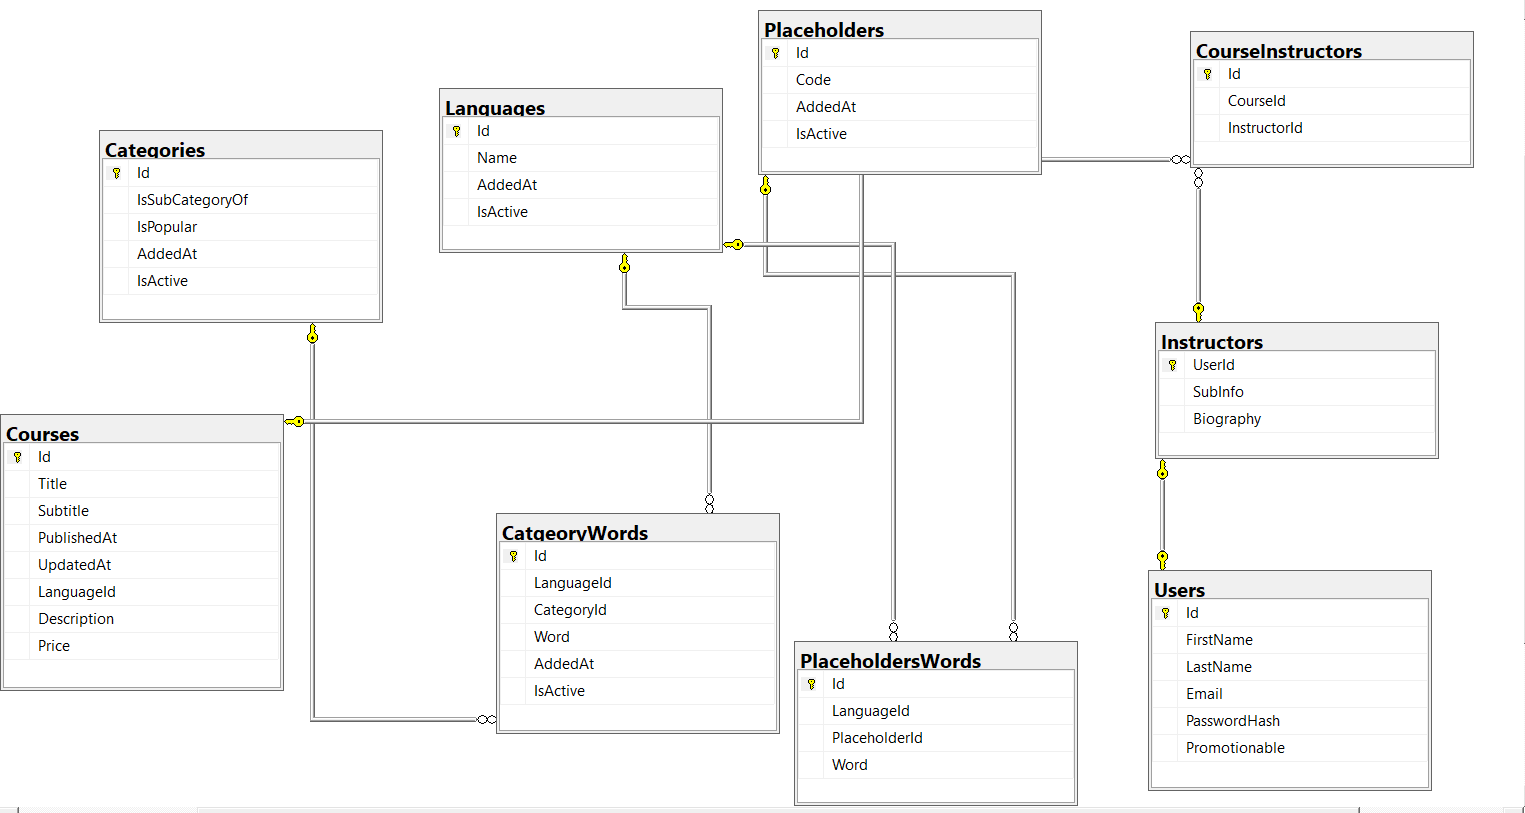 Placeholders
Id
Code
AddedAt
IsActive
CourseInstructors
Id
CourseId
InstructorId
Languages
Id
Name
AddedAt
IsActive
Categories
Id
IsSubCategoryOf
IsPopular
AddedAt
IsActive
Instructors
UserId
SubInfo
Biography
Courses
Id
Title
Subtitle
PublishedAt
UpdatedAt
LanguageId
Description
Price
CatgeoryWords
Id
LanguageId
CategoryId
Word
AddedAt
IsActive
PlaceholdersWords
Id
LanguageId
PlaceholderId
Word
Users
Id
FirstName
LastName
Email
PasswordHash
Promotionable